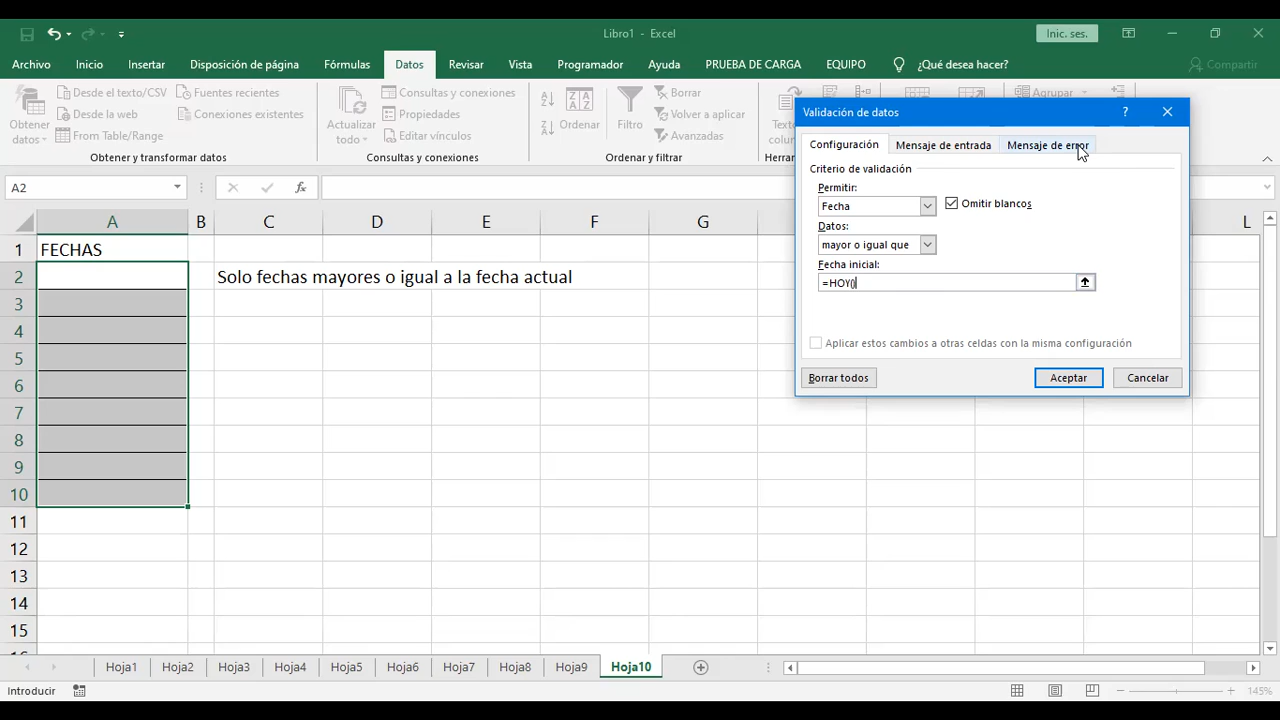 Libro1 - Excel
Inic. ses.
Archivo Inicio Insertar Disposición de página Fórmulas Datos Revisar Vista Programador Ayuda PRUEBA DE CARGA EQUIPO ¿Qué desea hacer? Compartir
Obtener datos
Desde el texto/CSV
Desde la
From Table/Range
Fuentes recientes
Conexiones existentes
Obtener y transformar datos
Actualizar todo
Consultas y conexiones
Propiedades
Editar vínculos
Consultas y conexiones
Ordenar
Filtro
Borrar
Volver a aplicar
Avanzadas
Ordenar y filtrar
Agrupar
Validación de datos ?
Configuración Mensaje de entrada Mensaje de error
Criterio de validación
Permitir:
Fecha Omitir blancos
Datos:
mayor o igual que
Fecha inicial:
=HOY()
Aplicar estos cambios a otras celdas con la misma configuración
Borrar todos Aceptar Cancelar
A2 fx
A B C D E F G L
1 FECHAS
2 Solo fechas mayores o igual a la fecha actual
3
4
5
6
7
8
9
10
11
12
13
14
15
Hoja1 Hoja2 Hoja3 Hoja4 Hoja5 Hoja6 Hoja7 Hoja8 Hoja9 Hoja10
Introducir 145%